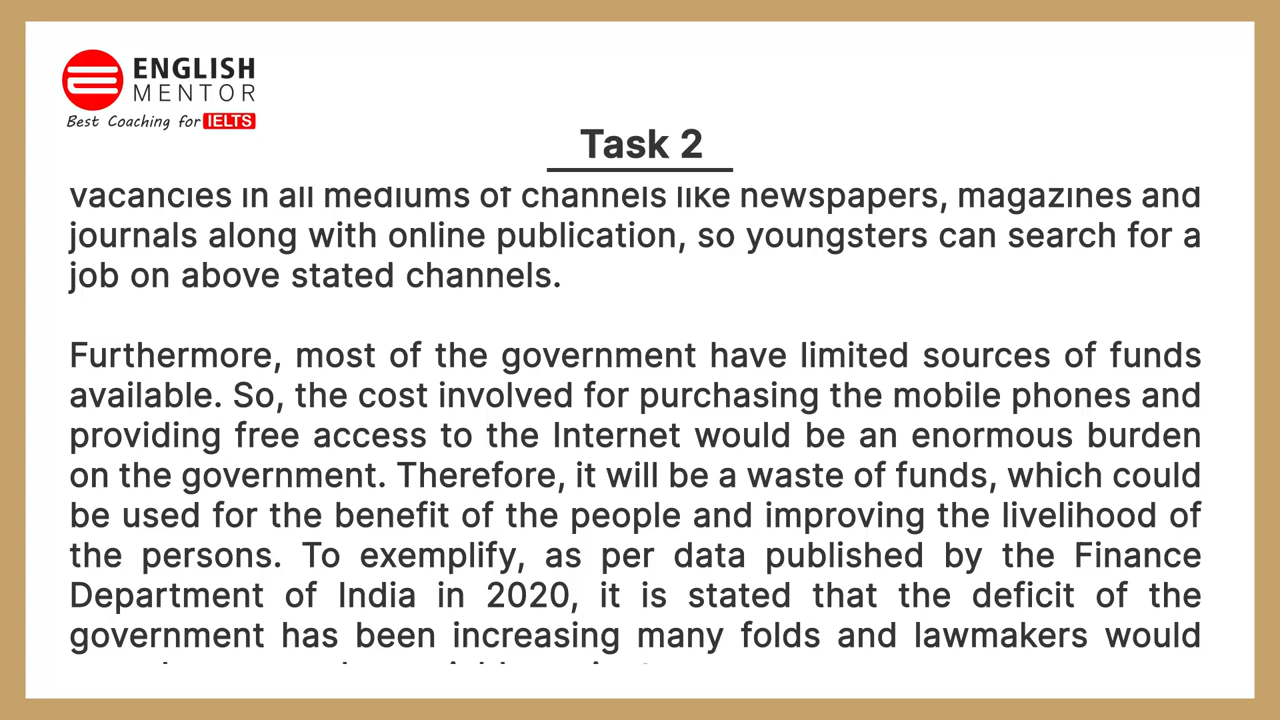 ENGLISH
MENTOR
Best Coaching for IELTS
Task 2
vacancies in all mediums of channels like newspapers, magazines and
journals along with online publication, so youngsters can search for a
job on above stated channels.
Furthermore, most of the government have limited sources of funds
available. So, the cost involved for purchasing the mobile phones and
providing free access to the Internet would be an enormous burden
on the government. Therefore, it will be a waste of funds, which could
be used for the benefit of the people and improving the livelihood of
the persons. To exemplify, as per data published by the Finance
Department of India in 2020, it is stated that the deficit of the
government has been increasing many folds and lawmakers would